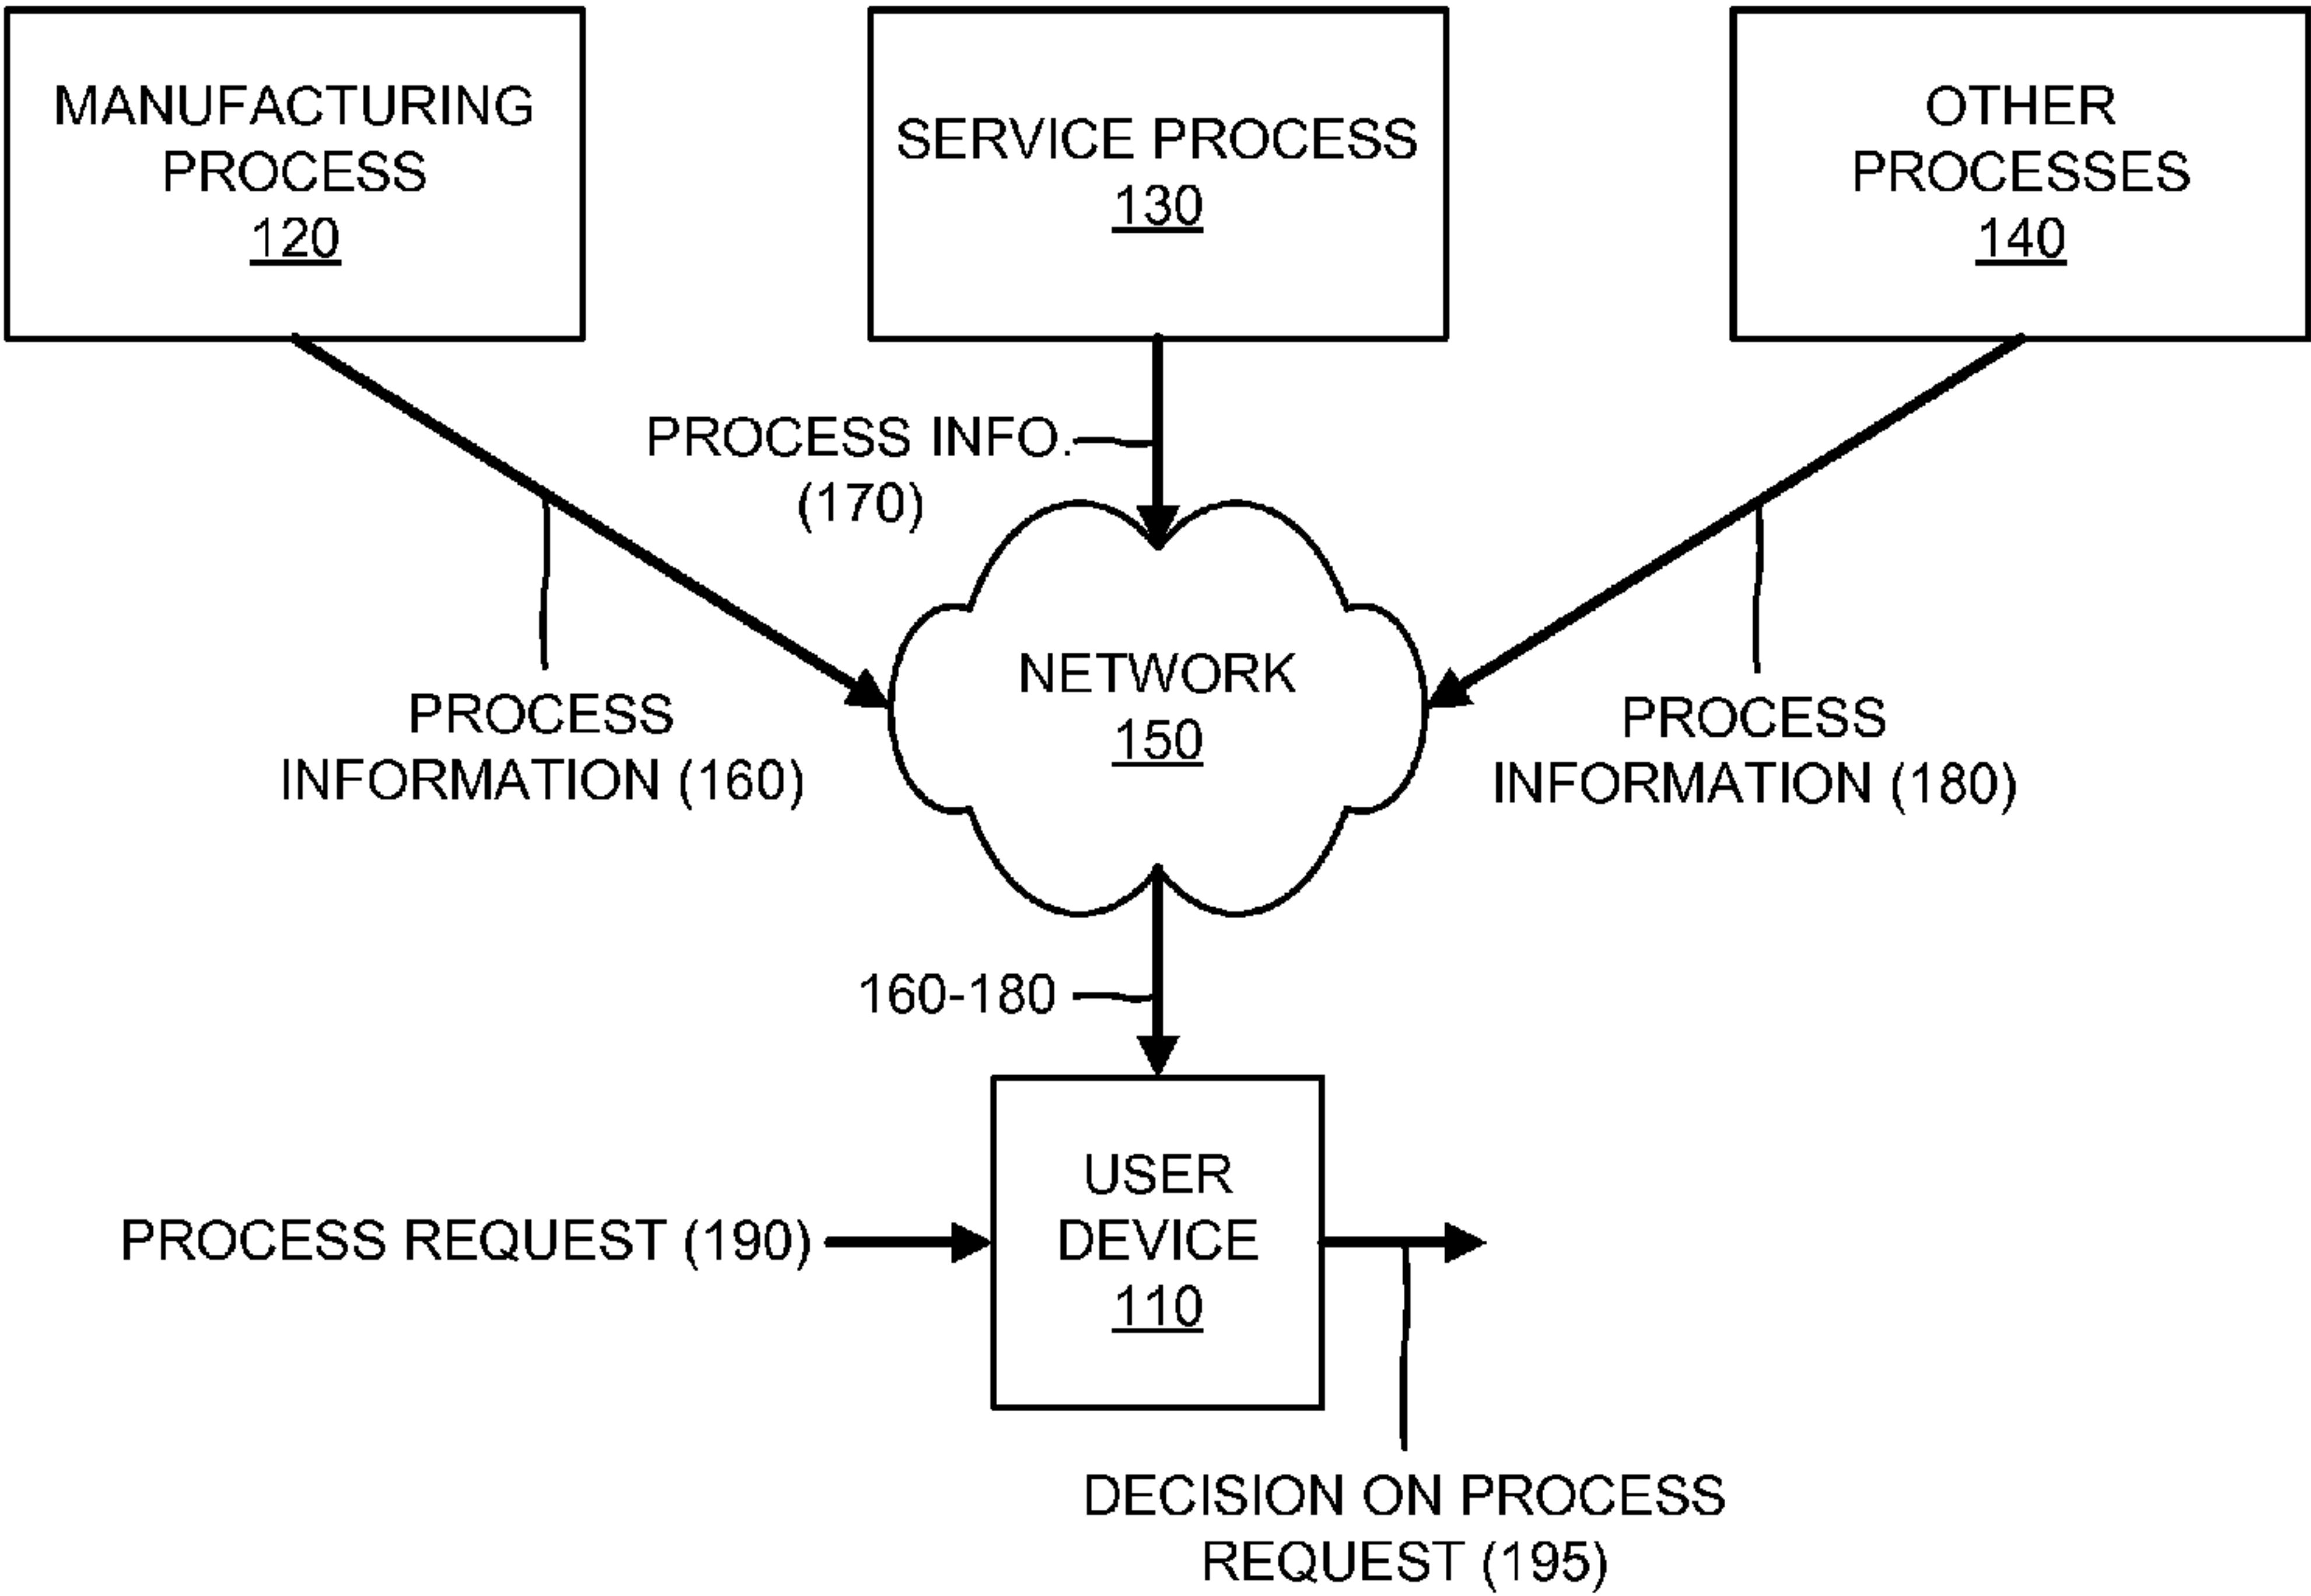 MANUFACTURING
PROCESS
120
SERVICE PROCESS
130
OTHER
PROCESSES
140
PROCESS INFO.
(170)
NETWORK
150
PROCESS
INFORMATION (160)
PROCESS
INFORMATION (180)
160-180
USER
DEVICE
110
PROCESS REQUEST (190)
DECISION ON PROCESS
REQUEST (195)